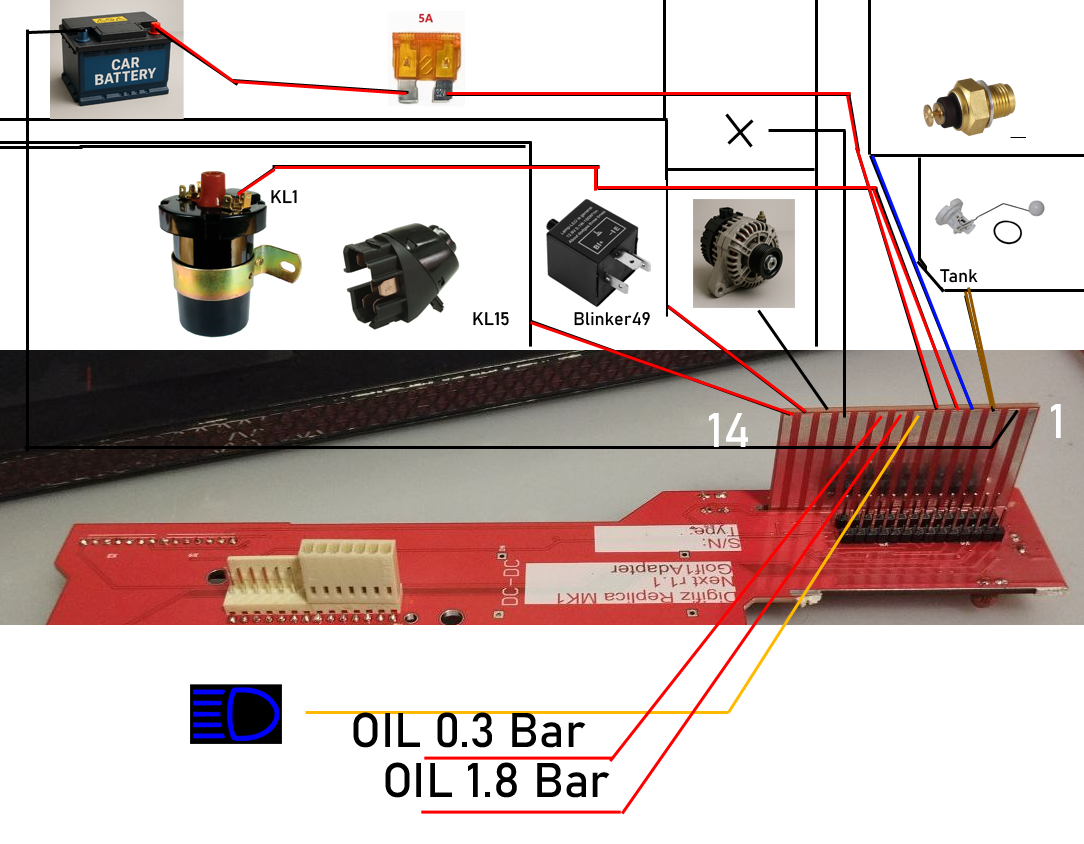 5A
CAR
BATTERY
KL1
KL15
Blinker49
Tank
14
1
S/N:
Type:
DC-DC
Digifiz Replica MK1
Next r1.1
Golf1Adapter
OIL 0.3 Bar
OIL 1.8 Bar